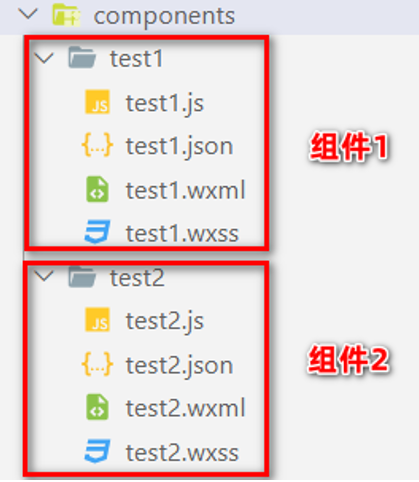 components
test1
JS test1.js
{...} test1.json
组件1
test1.wxml
test1.wxss
test2
JS test2.js
{...} test2.json
组件2
test2.wxml
test2.wxss